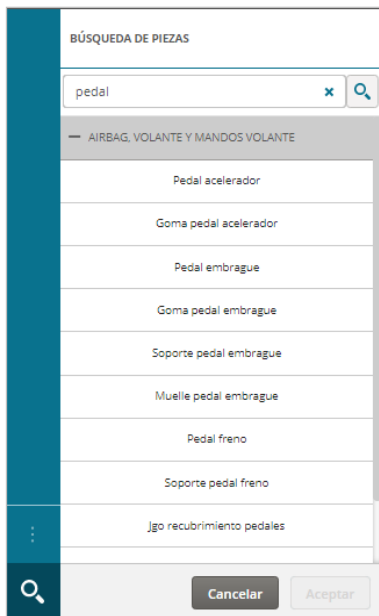 BÚSQUEDA DE PIEZAS
pedal
AIRBAG, VOLANTE Y MANDOS VOLANTE
Pedal acelerador
Goma pedal acelerador
Pedal embrague
Goma pedal embrague
Soporte pedal embrague
Muelle pedal embrague
Pedal freno
Soporte pedal freno
Jgo recubrimiento pedales
Cancelar Aceptar